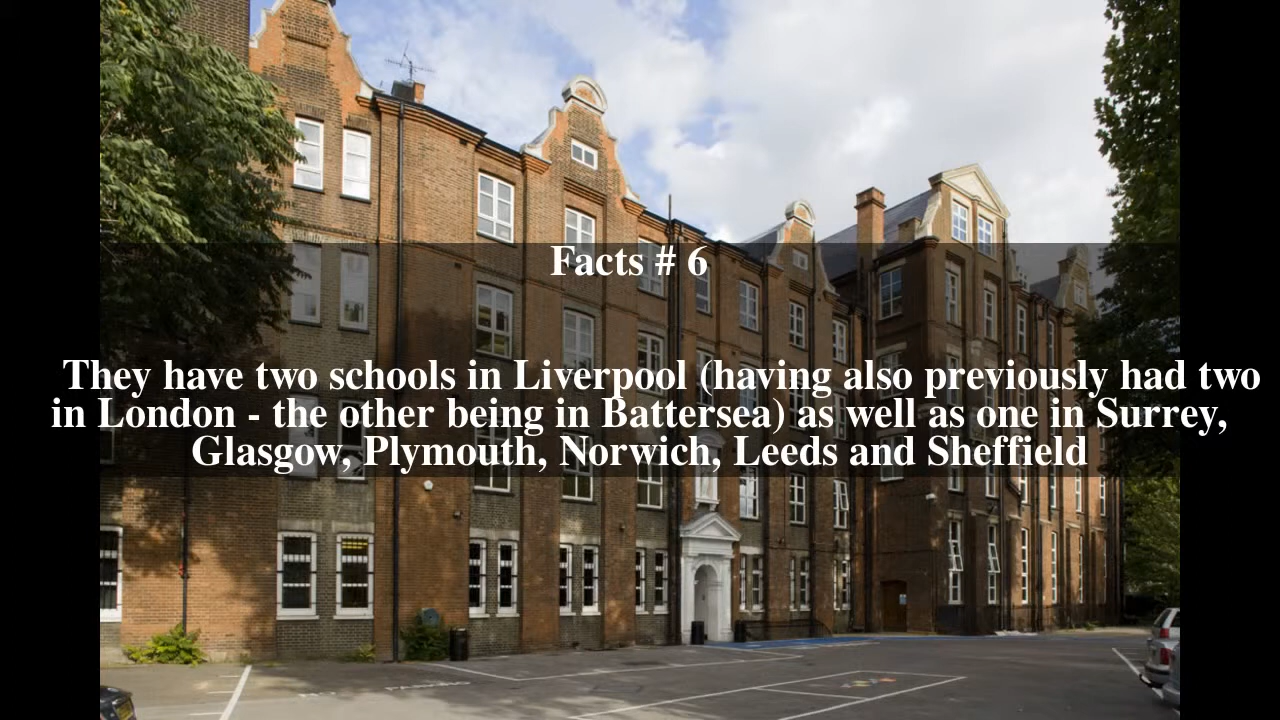 Facts # 6
They have two schools in Liverpool (having also previously had two
in London - the other being in Battersea) as well as one in Surrey,
Glasgow, Plymouth, Norwich, Leeds and Sheffield